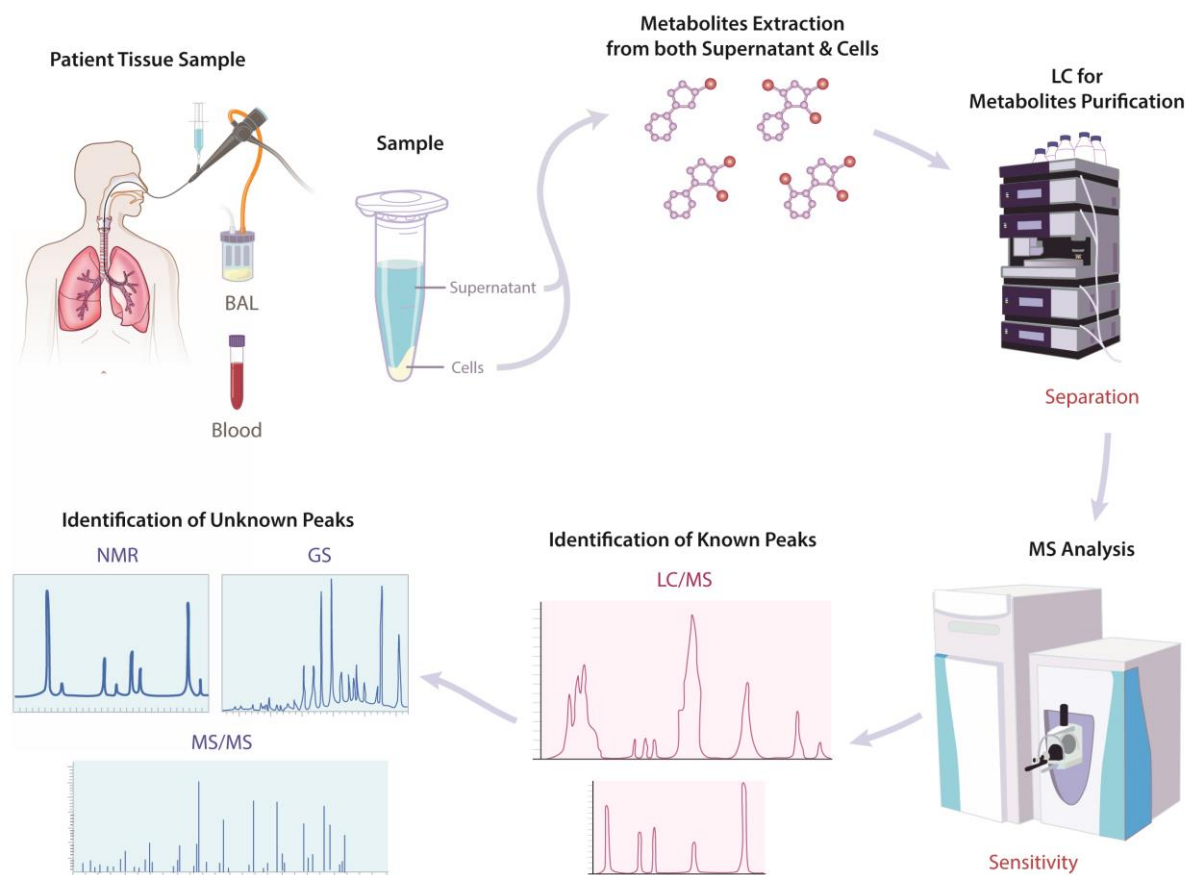 Patient Tissue Sample
BAL
Blood
Sample
Supernatant
Cells
Metabolites Extraction
from both Supernatant & Cells
LC for
Metabolites Purification
Separation
MS Analysis
Sensitivity
Identification of Known Peaks
LC/MS
Identification of Unknown Peaks
NMR
GS
MS/MS